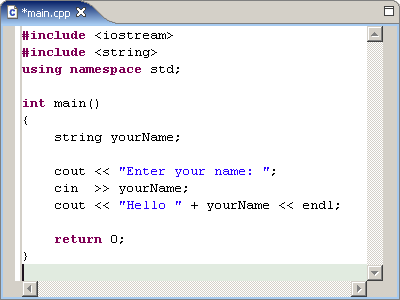 *main.cpp
#include <iostream>
#include <string>
using namespace std;

int main()
{
    string yourName;

    cout << "Enter your name: ";
    cin  >> yourName;
    cout << "Hello " + yourName << endl;

    return 0;
}